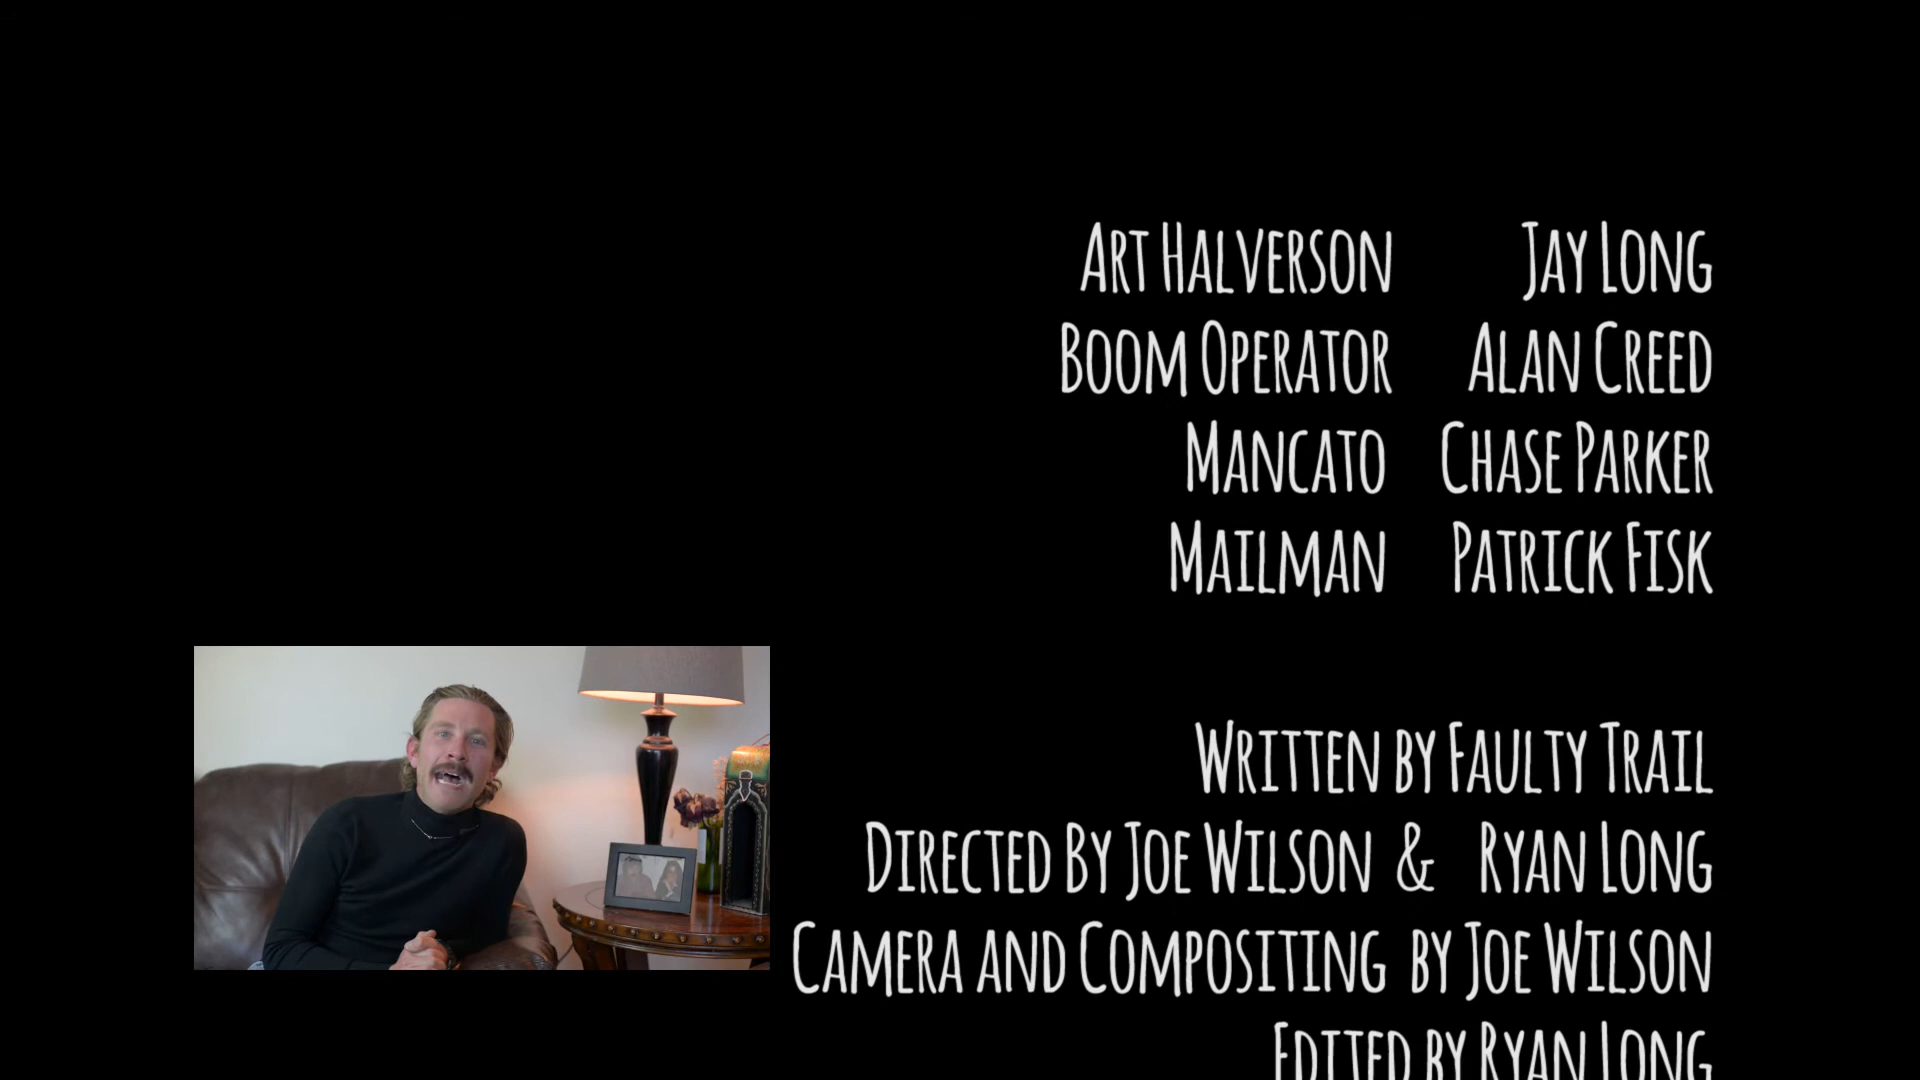 Art Halverson Jay Long
Boom Operator Alan Creed
Mancato Chase Parker
Mailman Patrick Fisk
Written by Faulty Trail
Directed By Joe Wilson & Ryan Long
Camera and Compositing by Joe Wilson
Edited by Ryan Long